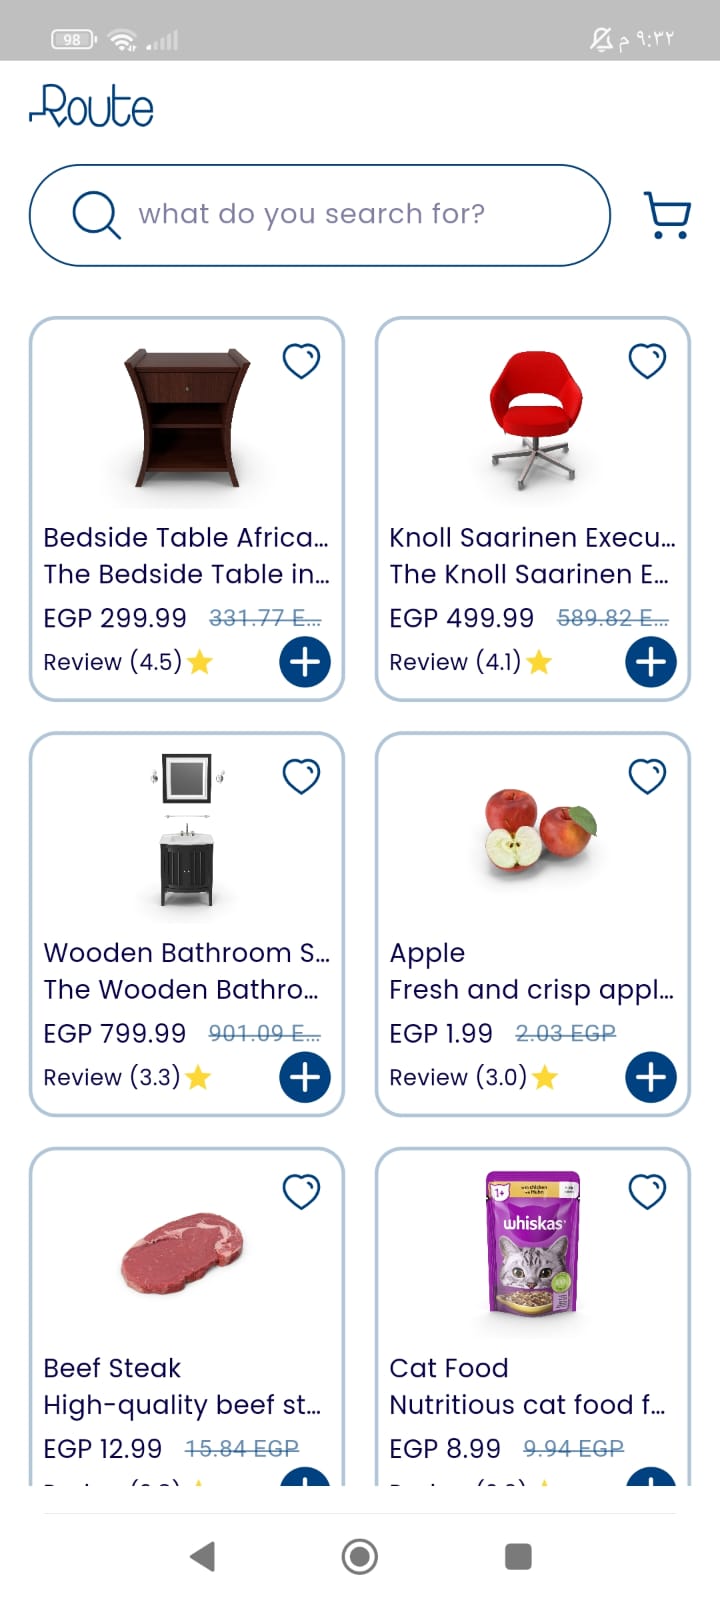 98
٩:٣٢ م
Route
what do you search for?
Bedside Table Africa...
The Bedside Table in...
EGP 299.99 331.77 E...
Review (4.5)
Knoll Saarinen Execu...
The Knoll Saarinen E...
EGP 499.99 589.82 E...
Review (4.1)
Wooden Bathroom S...
The Wooden Bathro...
EGP 799.99 901.09 E...
Review (3.3)
Apple
Fresh and crisp appl...
EGP 1.99 2.03 EGP
Review (3.0)
Beef Steak
High-quality beef st...
EGP 12.99 15.84 EGP
1+
whiskas
Cat Food
Nutritious cat food f...
EGP 8.99 9.94 EGP